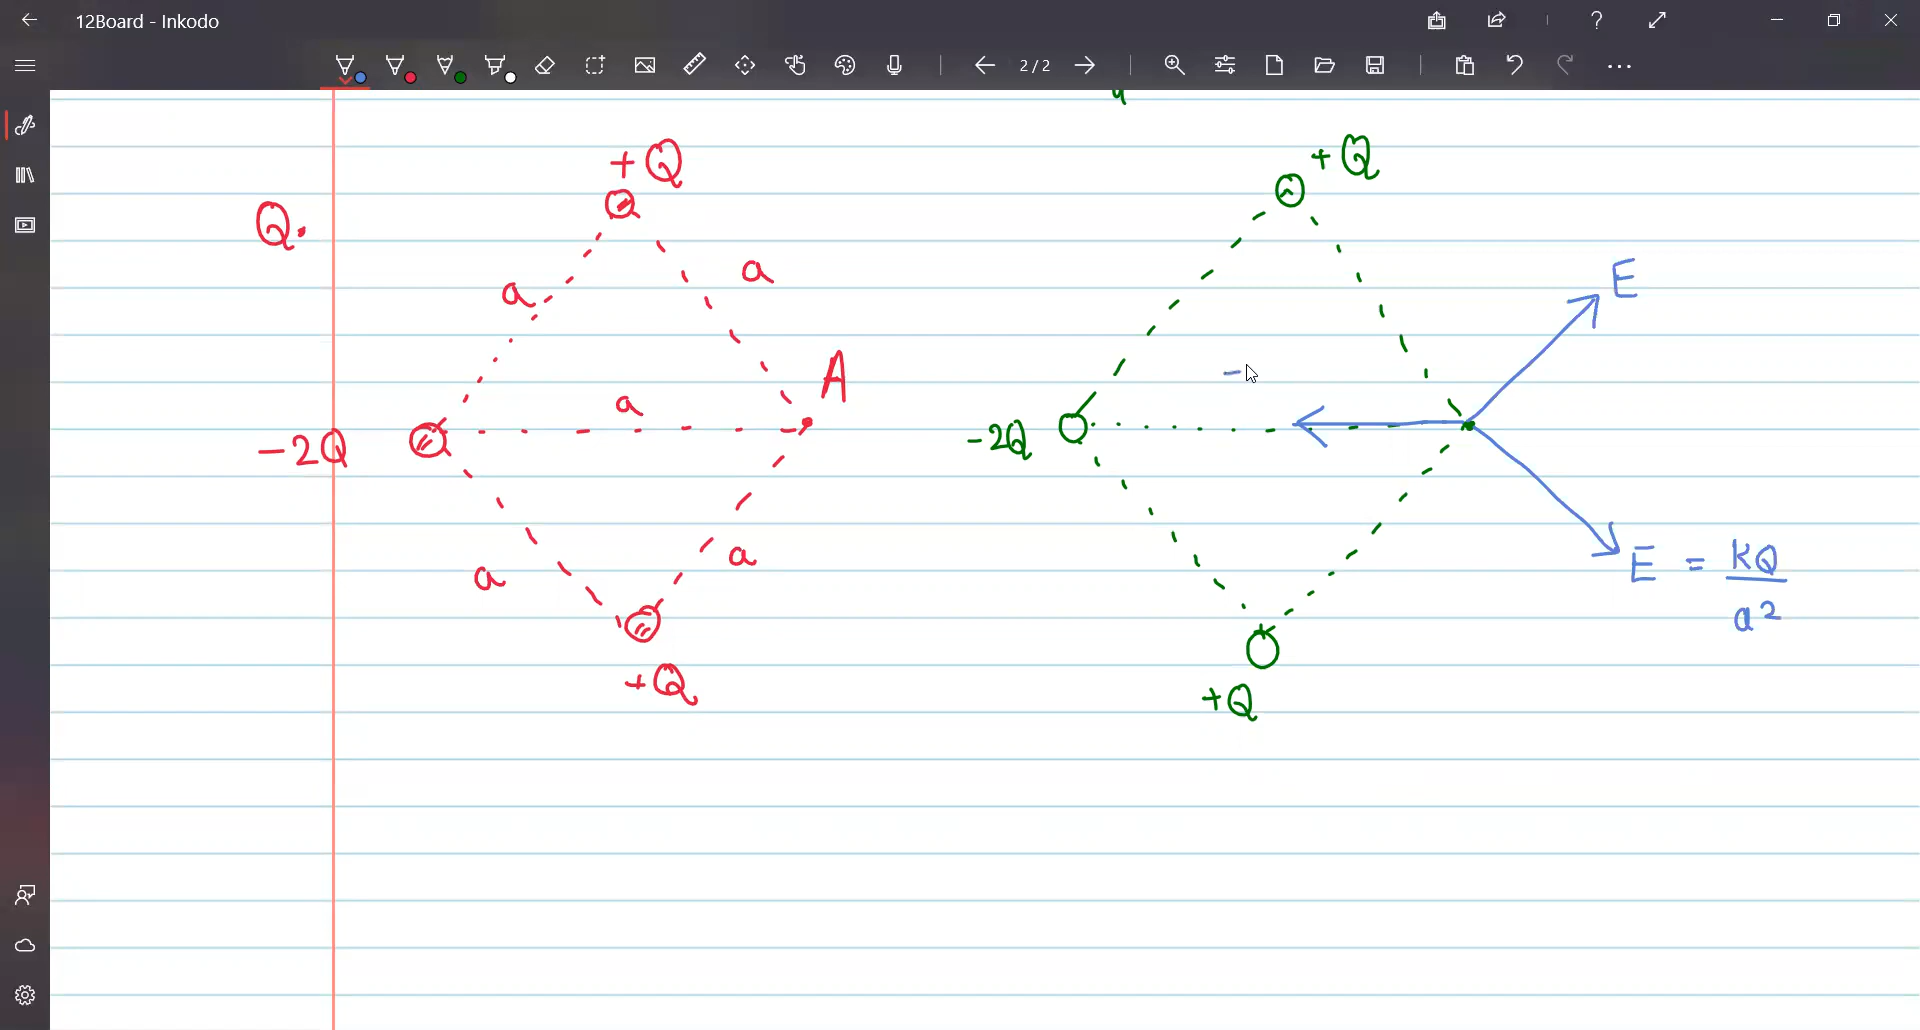 12Board - Inkodo
2 / 2
+Q
+Q
Q.
a
a
E
A
a
-2Q
-2Q
-
a
a
E = kQ
a²
+Q
+Q